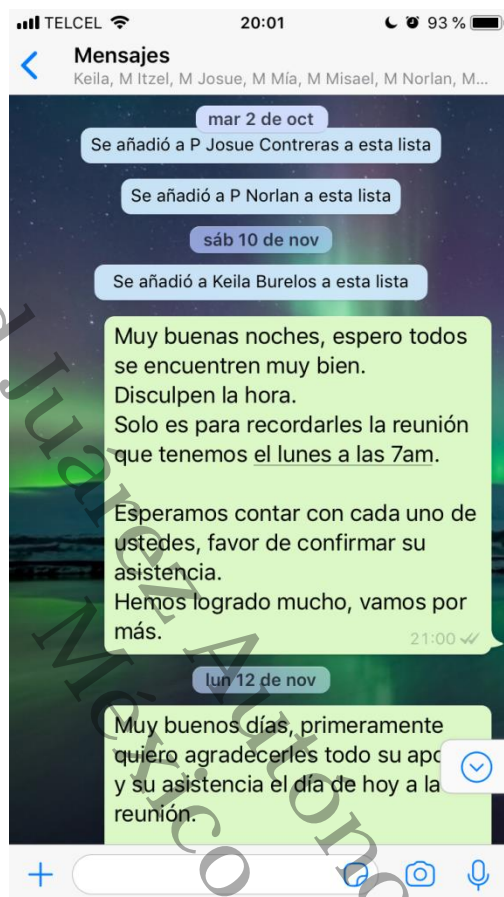 TELCEL 20:01 93 %
Mensajes
Keila, M Itzel, M Josue, M Mía, M Misael, M Norlan, M...
mar 2 de oct
Se añadió a P Josue Contreras a esta lista
Se añadió a P Norlan a esta lista
sáb 10 de nov
Se añadió a Keila Burelos a esta lista
Muy buenas noches, espero todos
se encuentren muy bien.
Disculpen la hora.
Solo es para recordarles la reunión
que tenemos el lunes a las 7am.
Esperamos contar con cada uno de
ustedes, favor de confirmar su
asistencia.
Hemos logrado mucho, vamos por
más.
21:00
lun 12 de nov
Muy buenos días, primeramente
quiero agradecerles todo su apo
y su asistencia el día de hoy a la
reunión.
Juárez Autóno
México